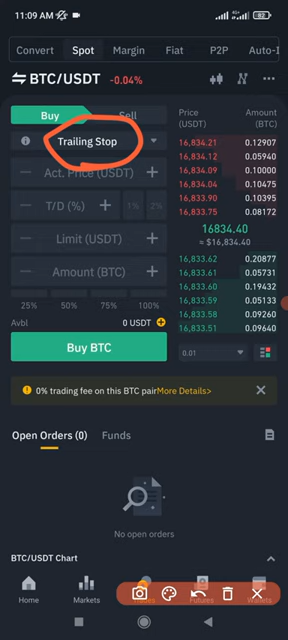 11:09 AM
82
Convert Spot Margin Fiat P2P Auto-I
BTC/USDT -0.04%
Buy Sell
Trailing Stop
Act. Price (USDT)
T/D (%) 1% 2%
Limit (USDT)
Amount (BTC)
25% 50% 75% 100%
Avbl 0 USDT
Buy BTC
Price (USDT) Amount (BTC)
16,834.21 0.12907
16,834.12 0.05940
16,834.09 0.10000
16,834.04 0.10475
16,833.90 0.10395
16,833.75 0.08172
16834.40
≈ $16,834.40
16,833.62 0.20877
16,833.61 0.05731
16,833.60 0.19432
16,833.59 0.05133
16,833.58 0.09260
16,833.51 0.09640
0.01
0% trading fee on this BTC pair More Details>
Open Orders (0) Funds
No open orders
BTC/USDT Chart
Home Markets Trades Futures Wallets